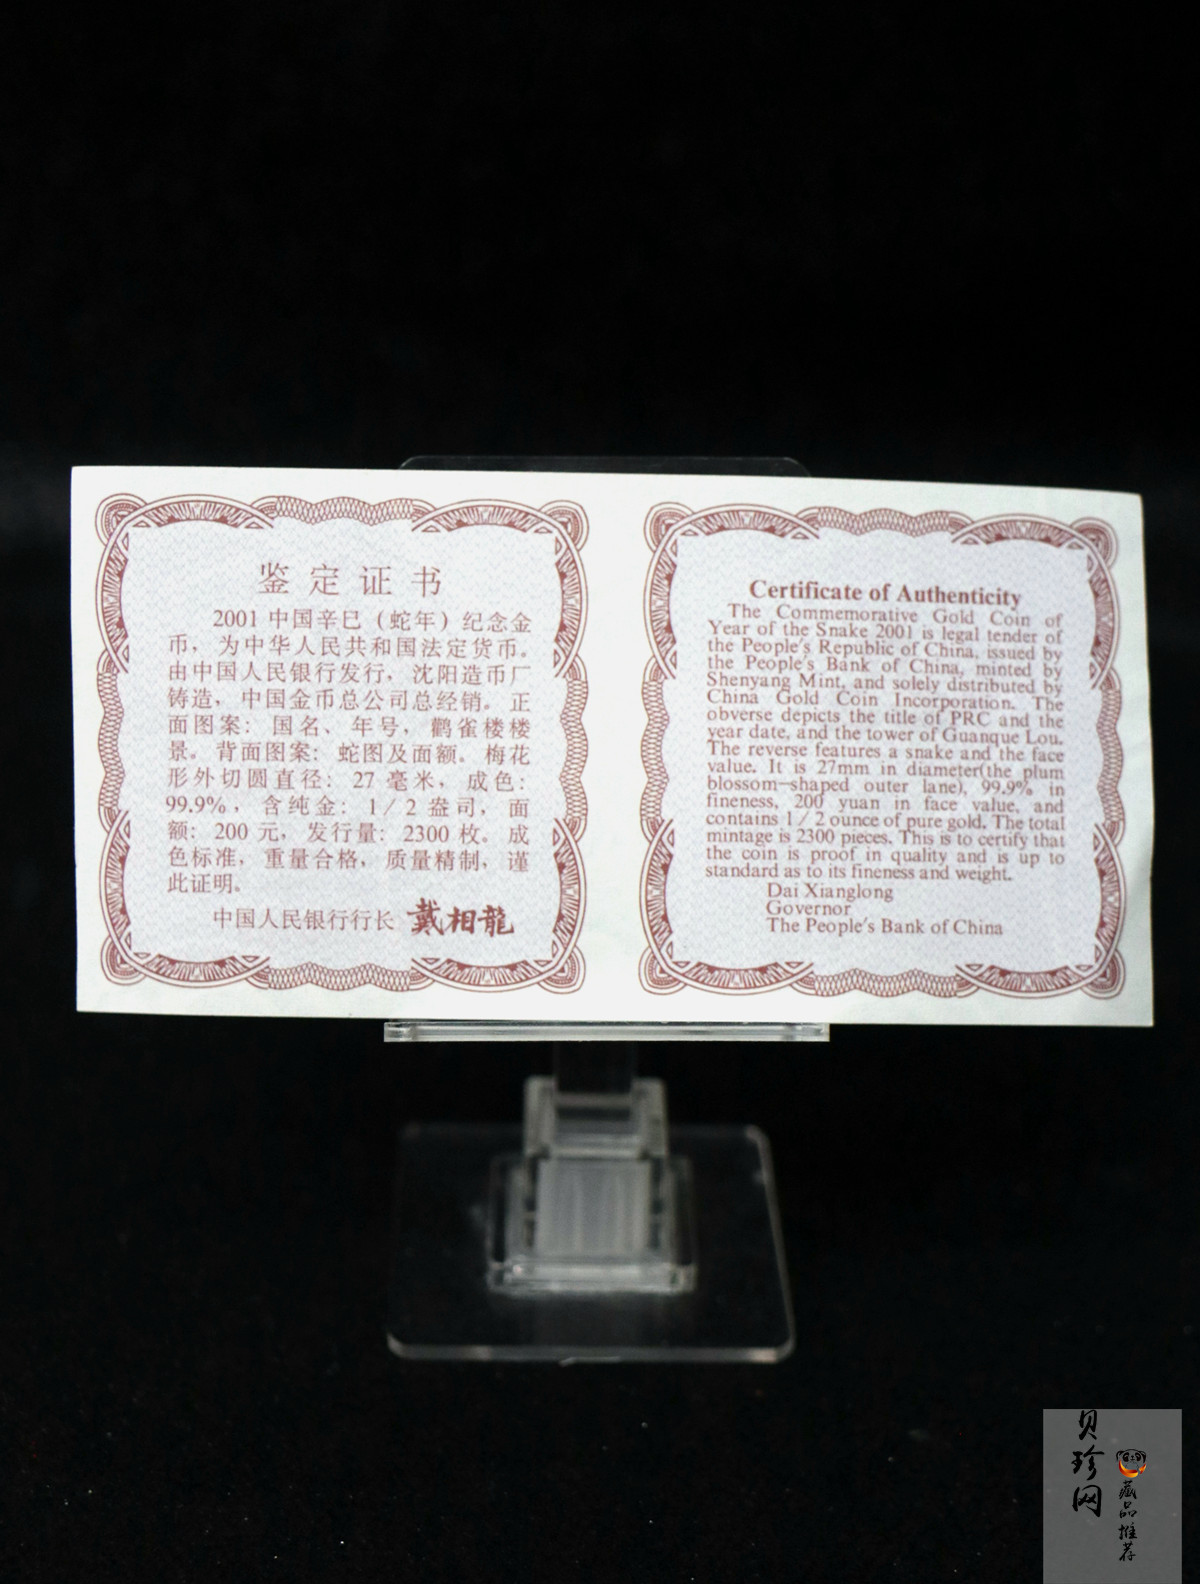 鉴定证书
2001中国辛巳（蛇年）纪念金
币，为中华人民共和国法定货币。
由中国人民银行发行，沈阳造币厂
铸造，中国金币总公司总经销。正
面图案：国名、年号，鹳雀楼楼
景。背面图案：蛇图及面额。梅花
形外切圆直径：27毫米，成色：
99.9%，含纯金：1/2盎司，面
额：200元，发行量：2300枚。成
色标准，重量合格，质量精制，谨
此证明。
中国人民银行行长 戴相龍
Certificate of Authenticity
The Commemorative Gold Coin of
Year of the Snake 2001 is legal tender of
the People's Republic of China, issued by
the People's Bank of China, minted by
Shenyang Mint, and solely distributed by
China Gold Coin Incorporation. The
obverse depicts the title of PRC and the
year date, and the tower of Guanque Lou.
The reverse features a snake and the face
value. It is 27mm in diameter(the plum
blossom-shaped outer lane), 99.9% in
fineness, 200 yuan in face value, and
contains 1/2 ounce of pure gold. The total
mintage is 2300 pieces. This is to certify that
the coin is proof in quality and is up to
standard as to its fineness and weight.
Dai Xianglong
Governor
The People's Bank of China
贝珍网
藏品推荐